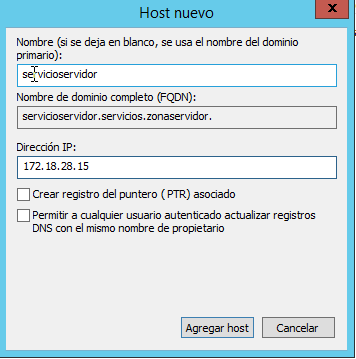 Host nuevo
x
Nombre (si se deja en blanco, se usa el nombre del dominio
primario):
servicioservidor
Nombre de dominio completo (FQDN):
servicioservidor.servicios.zonaservidor.
Dirección IP:
172.18.28.15
Crear registro del puntero (PTR) asociado
Permitir a cualquier usuario autenticado actualizar registros
DNS con el mismo nombre de propietario
Agregar host
Cancelar